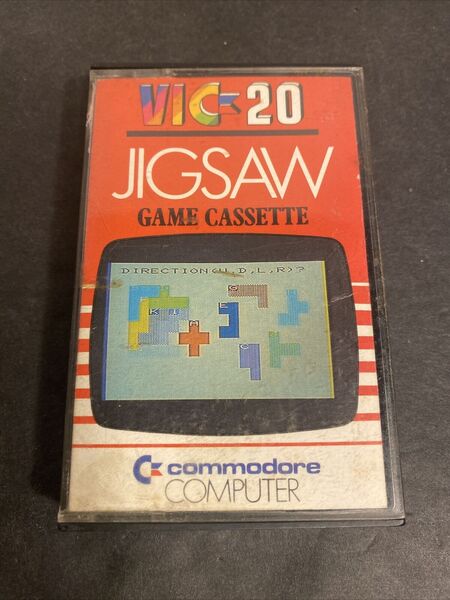 VIC 20
JIGSAW
GAME CASSETTE
DIRECTION(U,D,L,R)?
commodore
COMPUTER